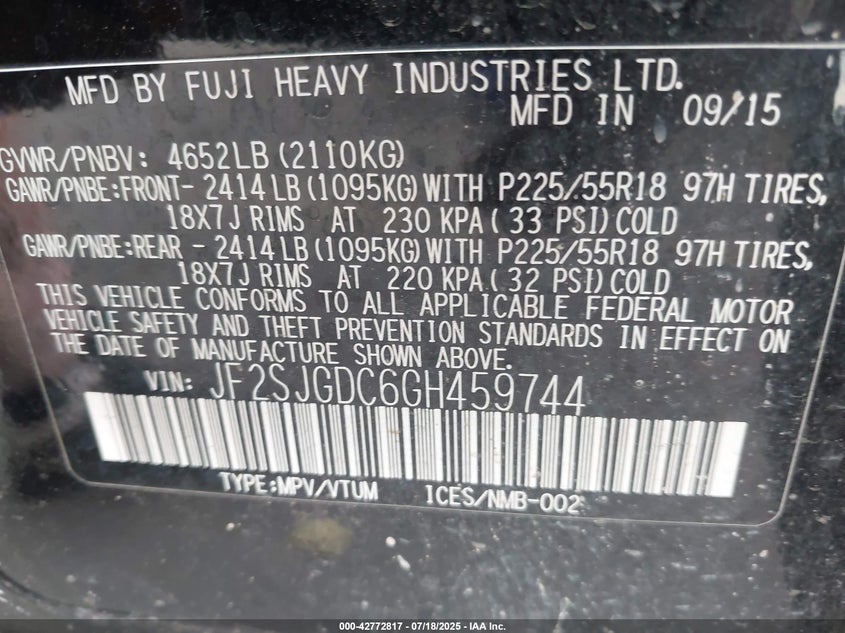 MFD BY FUJI HEAVY INDUSTRIES LTD.
MFD IN 09/15
GVWR/PNBV: 4652LB (2110KG)
GAWR/PNBE:FRONT- 2414 LB (1095KG) WITH P225/55R18 97H TIRES,
18X7J RIMS AT 230 KPA ( 33 PSI) COLD
GAWR/PNBE:REAR - 2414 LB (1095KG) WITH P225/55R18 97H TIRES,
18X7J RIMS AT 220 KPA ( 32 PSI) COLD
THIS VEHICLE CONFORMS TO ALL APPLICABLE FEDERAL MOTOR
VEHICLE SAFETY AND THEFT PREVENTION STANDARDS IN EFFECT ON
THE DATE OF MANUFACTURE SHOWN ABOVE.
VIN: JF2SJGDC6GH459744
TYPE:MPV/VTUM ICES/NMB-002
000-42772817 / 07/18/2025 - IAA Inc.